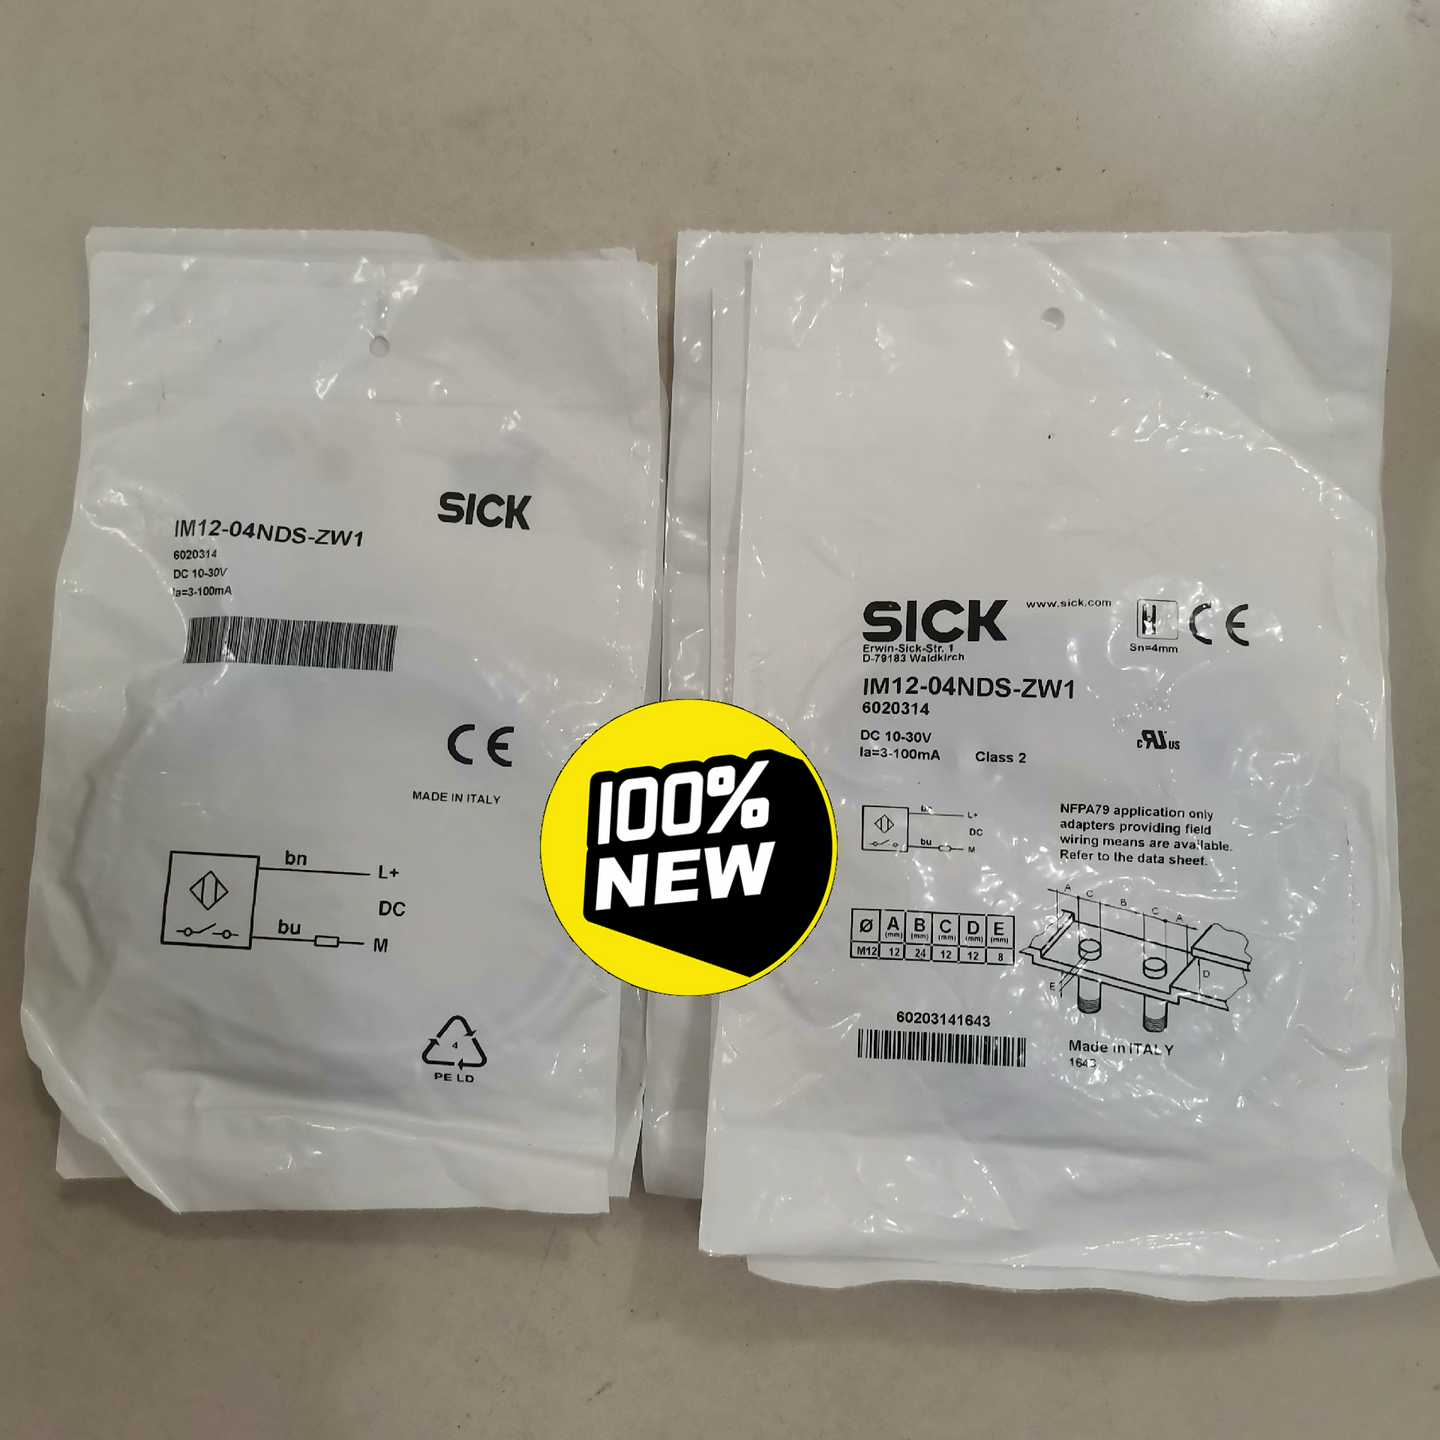 SICK
IM12-04NDS-ZW1
6020314
DC 10-30V
Ia=3-100mA
CE
MADE IN ITALY
bn
L+
DC
bu
M
4
PE LD
100%
NEW
SICK
www.sick.com
CE
Erwin-Sick-Str. 1
D-79183 Waldkirch
Sn=4mm
IM12-04NDS-ZW1
6020314
DC 10-30V
Ia=3-100mA
Class 2
c RU us
L+
DC
bu
M
NFPA79 application only
adapters providing field
wiring means are available.
Refer to the data sheet.
A C B C A
D
E
Ø A (mm) B (mm) C (mm) D (mm) E (mm)
M12 12 24 12 12 8
60203141643
Made in ITALY